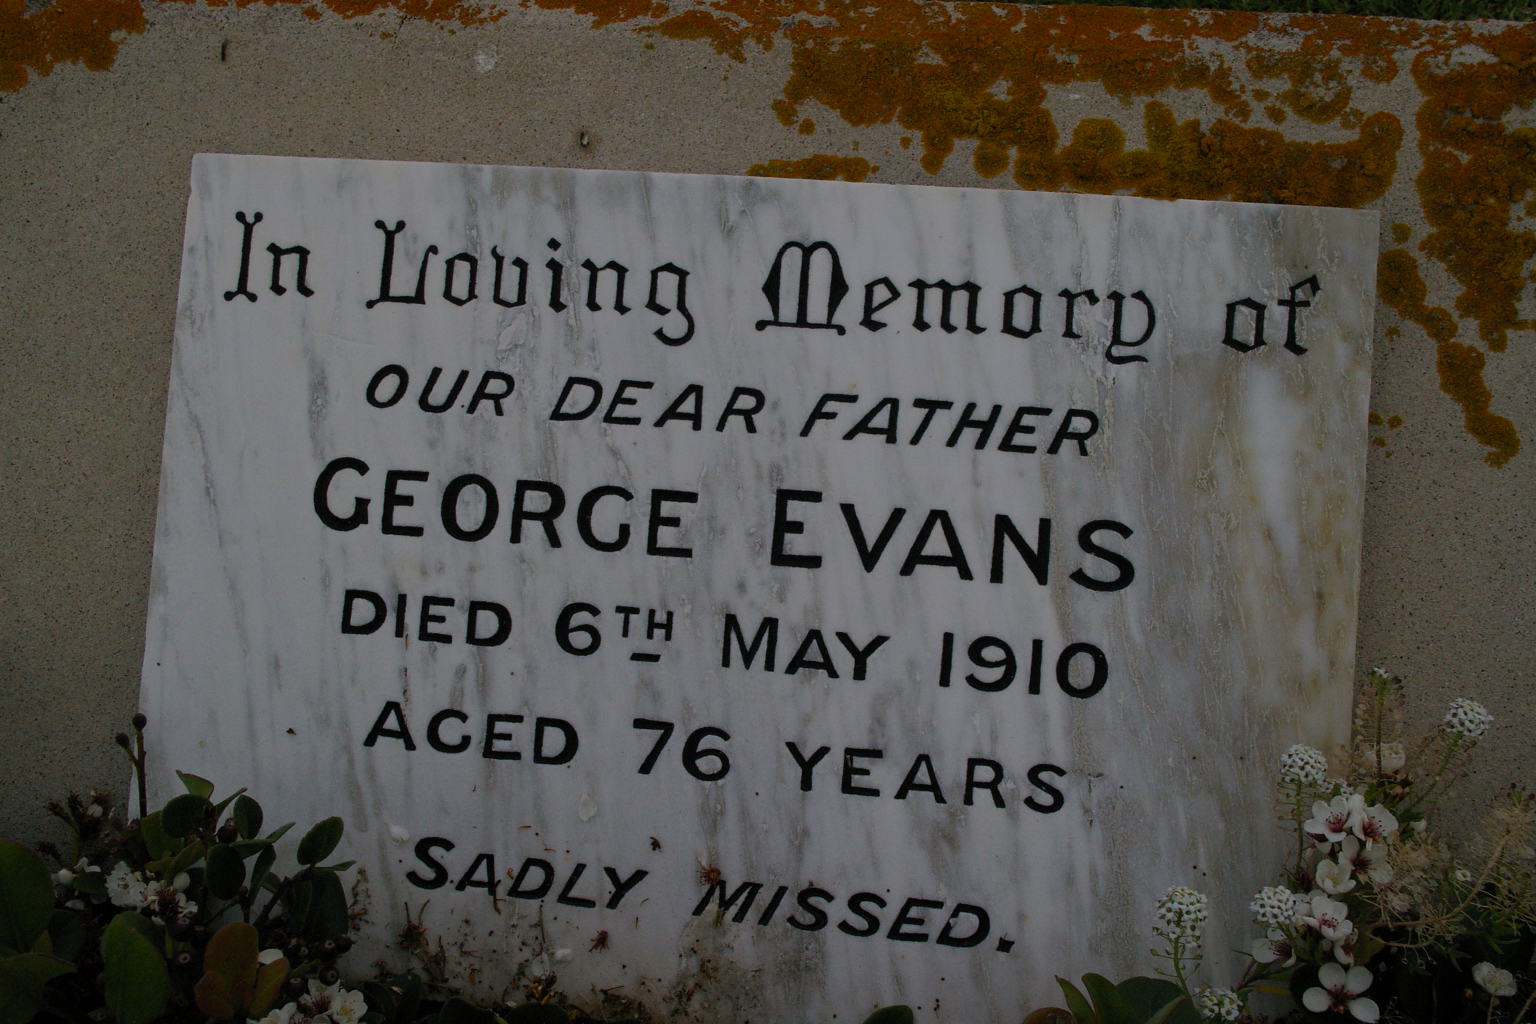 In Loving Memory of
OUR DEAR FATHER
GEORGE EVANS
DIED 6TH MAY 1910
AGED 76 YEARS
SADLY MISSED.